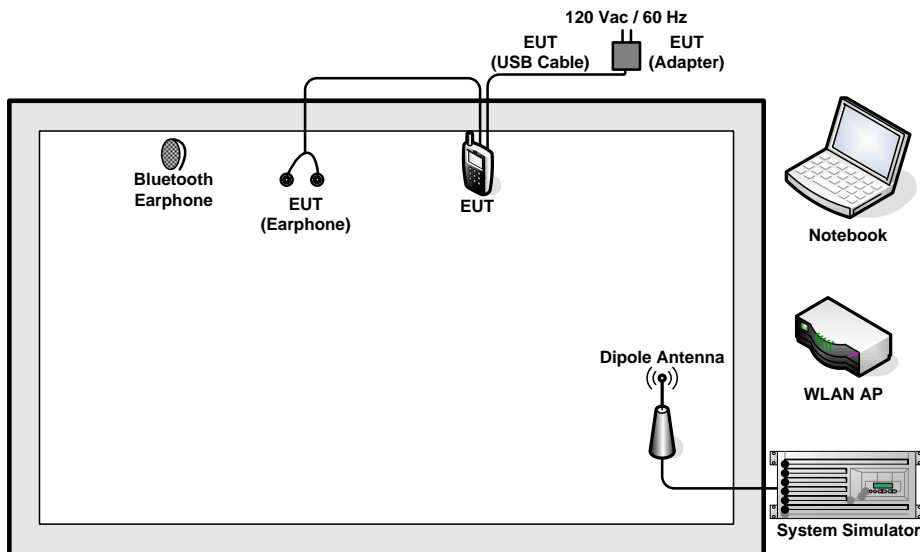 120 Vac / 60 Hz
EUT
(USB Cable)
EUT
(Adapter)
Bluetooth
Earphone
EUT
(Earphone)
EUT
Notebook
Dipole Antenna
WLAN AP
System Simulator